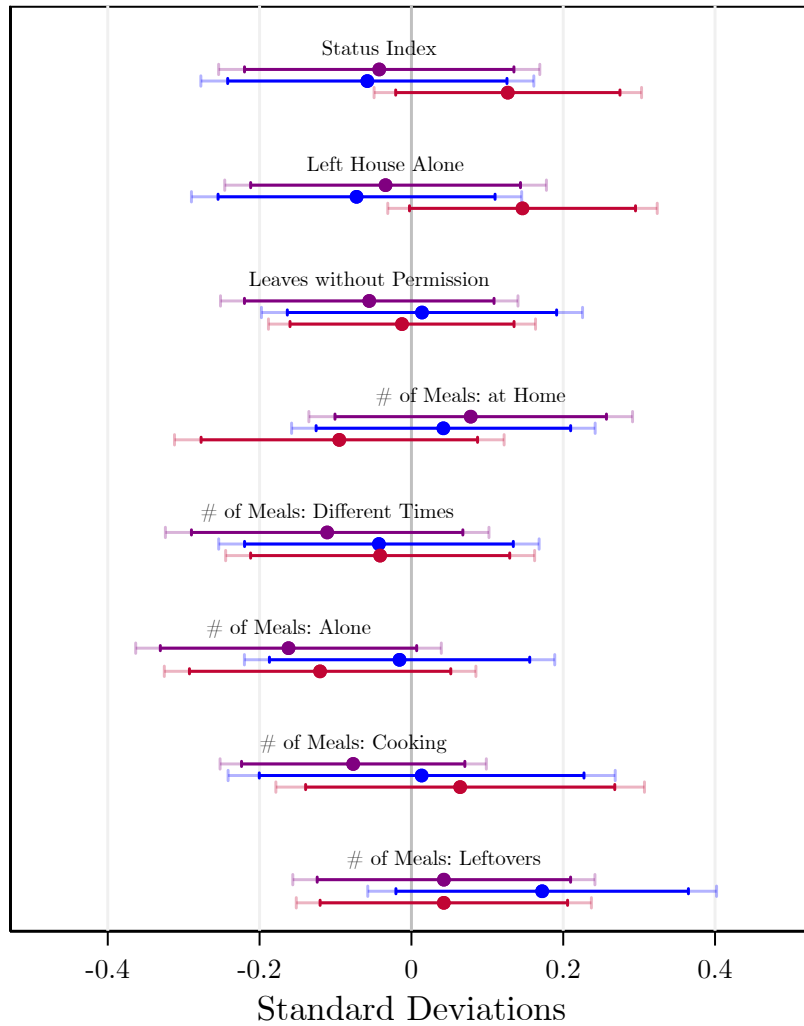 Status Index
Left House Alone
Leaves without Permission
# of Meals: at Home
# of Meals: Different Times
# of Meals: Alone
# of Meals: Cooking
# of Meals: Leftovers
-0.4 -0.2 0 0.2 0.4
Standard Deviations